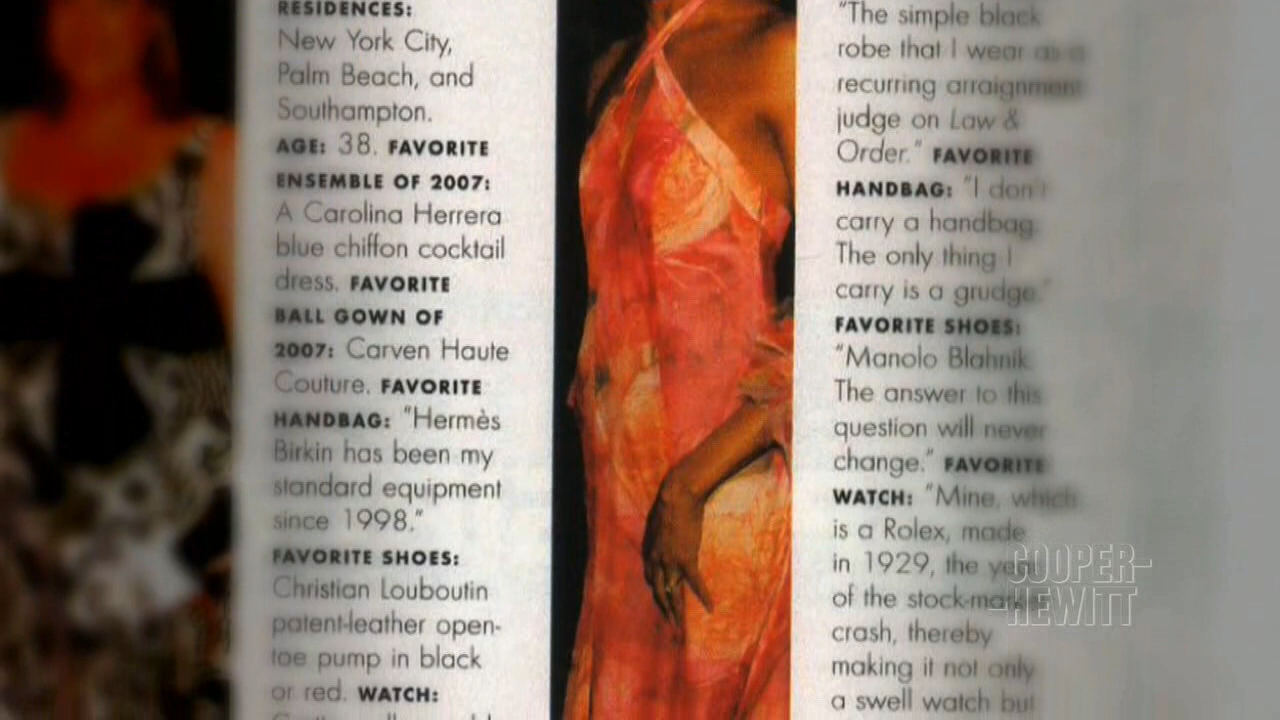 RESIDENCES:
New York City,
Palm Beach, and
Southampton.
AGE: 38. FAVORITE
ENSEMBLE OF 2007:
A Carolina Herrera
blue chiffon cocktail
dress. FAVORITE
BALL GOWN OF
2007: Carven Haute
Couture. FAVORITE
HANDBAG: "Hermès
Birkin has been my
standard equipment
since 1998."
FAVORITE SHOES:
Christian Louboutin
patent-leather open-
toe pump in black
or red. WATCH:
"The simple black
robe that I wear as a
recurring arraignment
judge on Law &
Order." FAVORITE
HANDBAG: "I don't
carry a handbag.
The only thing I
carry is a grudge."
FAVORITE SHOES:
"Manolo Blahnik.
The answer to this
question will never
change." FAVORITE
WATCH: "Mine, which
is a Rolex, made
in 1929, the year
of the stock-market
crash, thereby
making it not only
a swell watch but
COOPER-
-HEWITT